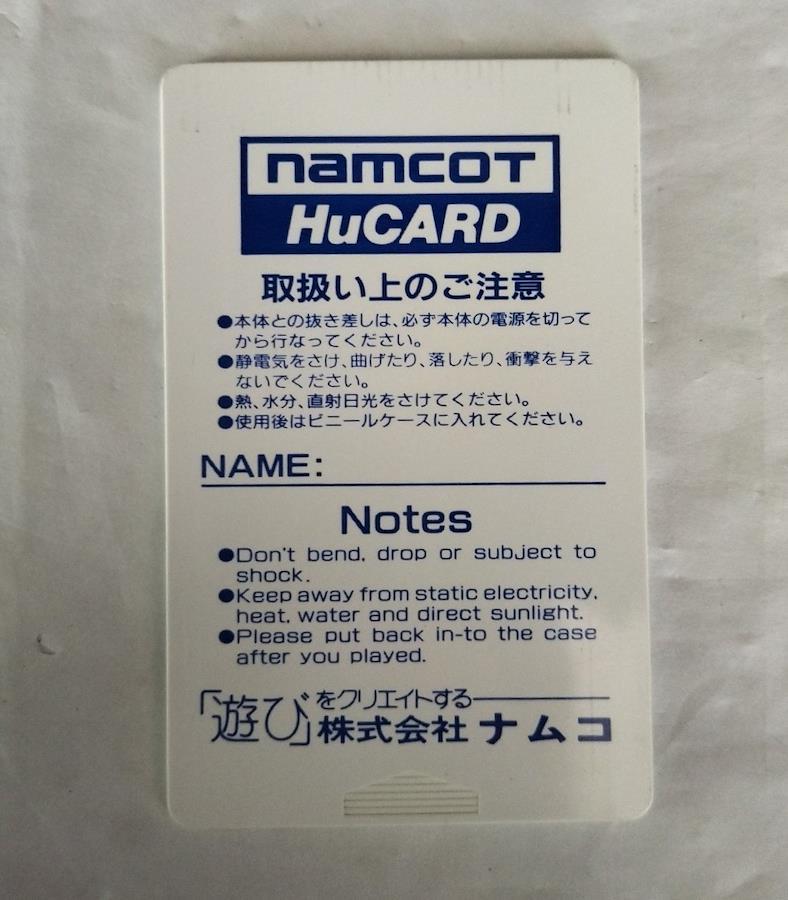 namcot
HuCARD
取扱い上のご注意
●本体との抜き差しは、必ず本体の電源を切って
から行なってください。
●静電気をさけ、曲げたり、落したり、衝撃を与え
ないでください。
●熱、水分、直射日光をさけてください。
●使用後はビニールケースに入れてください。
NAME:
Notes
●Don't bend, drop or subject to
shock.
●Keep away from static electricity,
heat, water and direct sunlight.
●Please put back in-to the case
after you played.
「遊び」をクリエイトする
株式会社 ナムコ